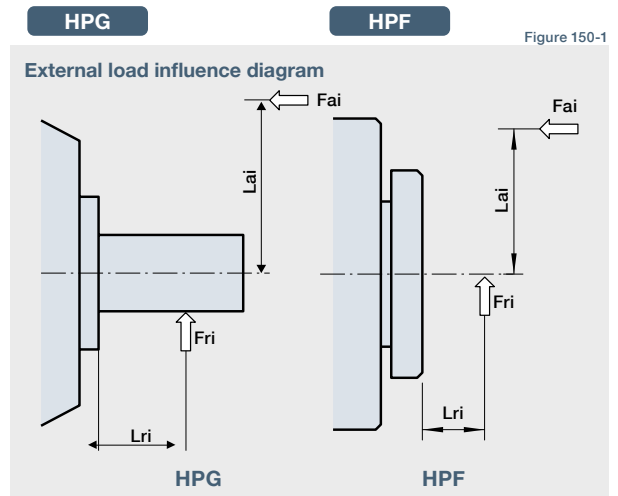 HPG
HPF
Figure 150-1
External load influence diagram
Fai
Lai
Fri
Lri
HPG
Fai
Lai
Fri
Lri
HPF